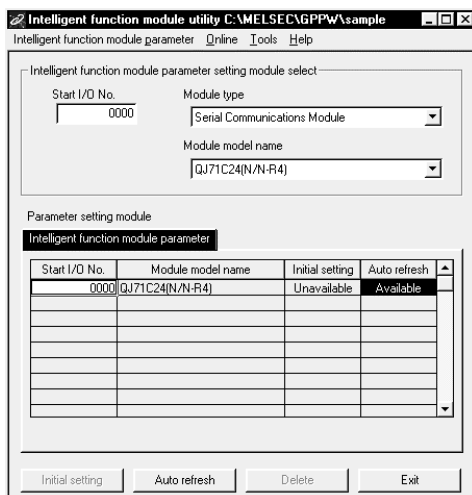 Intelligent function module utility C:\MELSEC\GPPW\sample
Intelligent function module parameter Online Tools Help
Intelligent function module parameter setting module select
Start I/O No.
0000
Module type
Serial Communications Module
Module model name
QJ71C24(N/N-R4)
Parameter setting module
Intelligent function module parameter
Start I/O No. Module model name Initial setting Auto refresh
0000 QJ71C24(N/N-R4) Unavailable Available
Initial setting Auto refresh Delete Exit